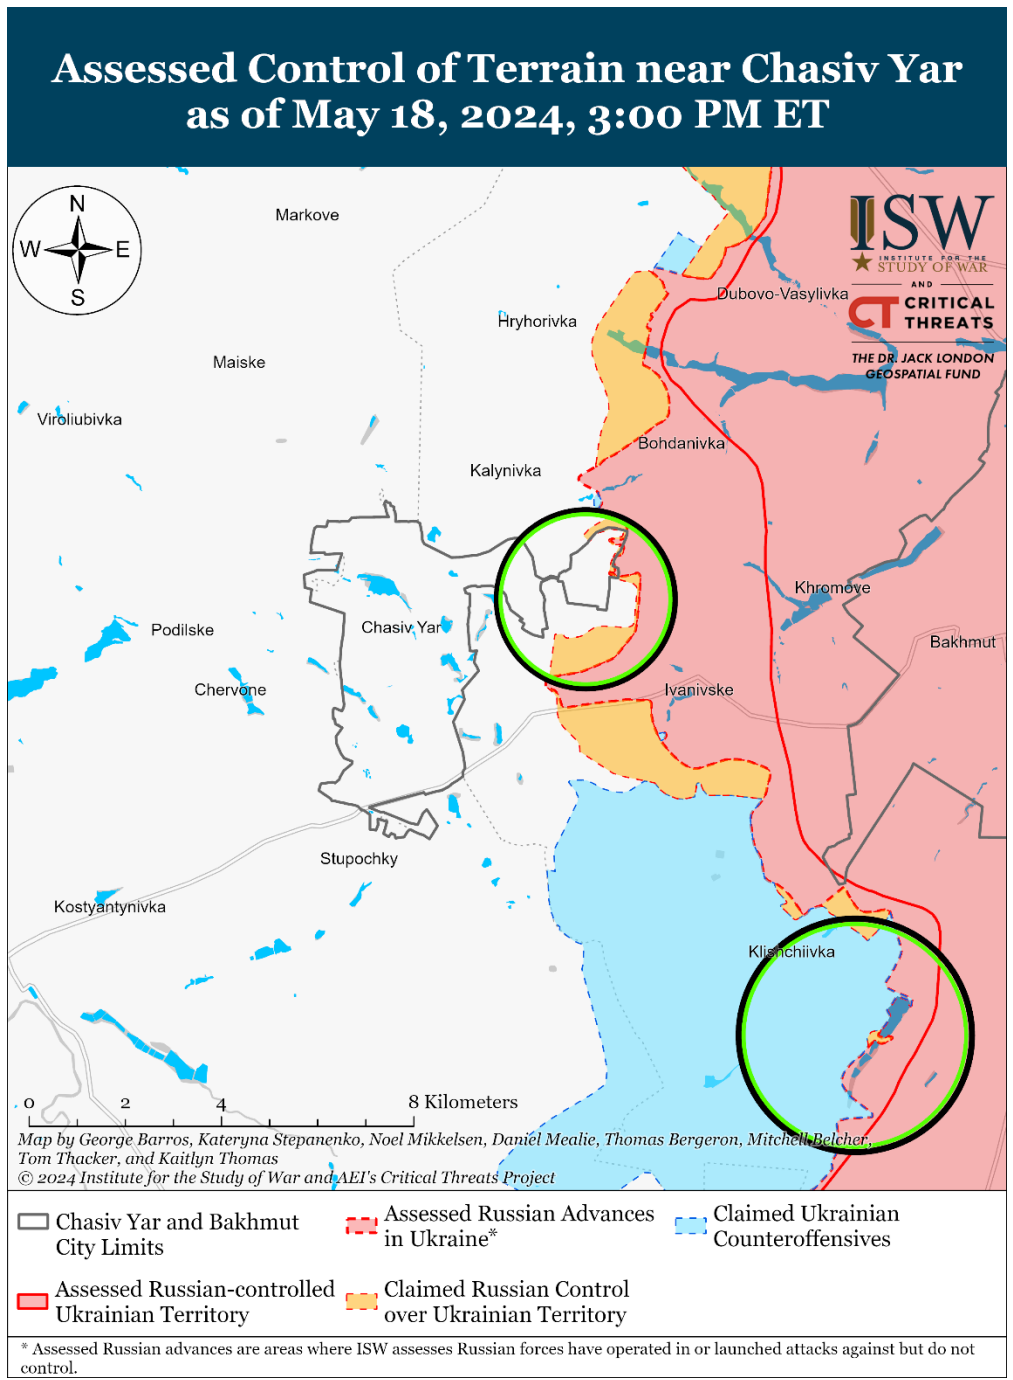 Assessed Control of Terrain near Chasiv Yar
as of May 18, 2024, 3:00 PM ET
N
W
E
S
Markove
ISW
INSTITUTE FOR THE
STUDY OF WAR
AND
CT CRITICAL
THREATS
THE DR. JACK LONDON
GEOSPATIAL FUND
Dubovo-Vasylivka
Hryhorivka
Maiske
Viroliubivka
Bohdanivka
Kalynivka
Khromove
Podilske
Chasiv Yar
Bakhmut
Chervone
Ivanivske
Stupochky
Kostyantynivka
Klishchiivka
0 2 4 8 Kilometers
Map by George Barros, Kateryna Stepanenko, Noel Mikkelsen, Daniel Mealie, Thomas Bergeron, Mitchell Belcher,
Tom Thacker, and Kaitlyn Thomas
© 2024 Institute for the Study of War and AEI's Critical Threats Project
Chasiv Yar and Bakhmut
City Limits
Assessed Russian Advances
in Ukraine*
Claimed Ukrainian
Counteroffensives
Assessed Russian-controlled
Ukrainian Territory
Claimed Russian Control
over Ukrainian Territory
* Assessed Russian advances are areas where ISW assesses Russian forces have operated in or launched attacks against but do not
control.